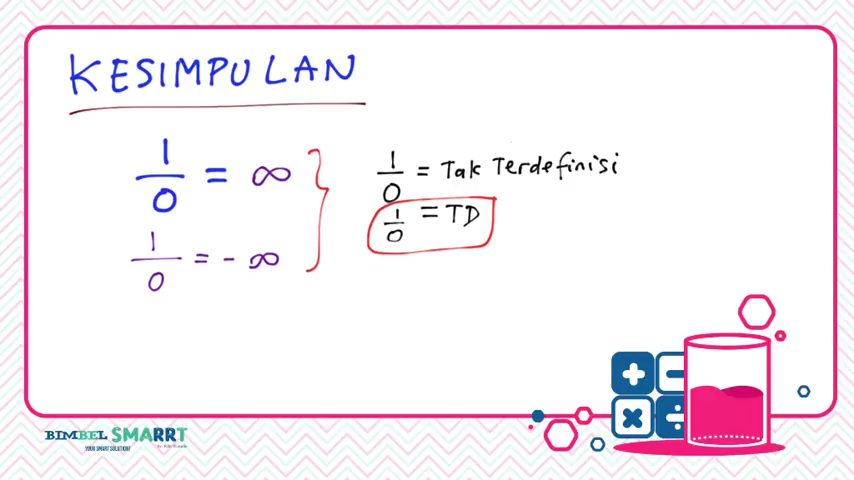 KESIMPULAN
1/0 = ∞
1/0 = - ∞
1/0 = Tak Terdefinisi
1/0 = TD
BIMBEL SMARRT
YOUR SMART SOLUTION!